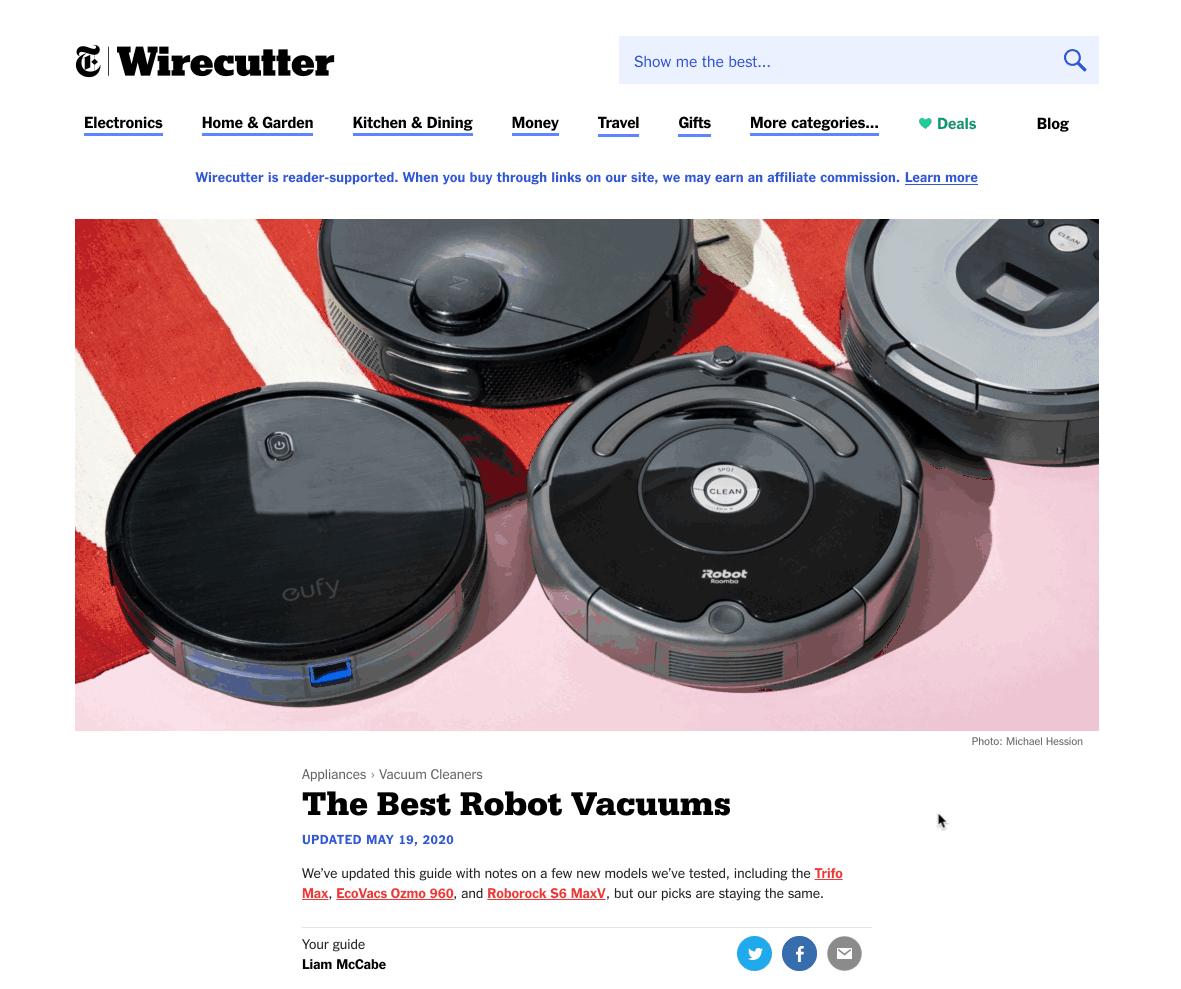 T Wirecutter
Show me the best...
Electronics Home & Garden Kitchen & Dining Money Travel Gifts More categories... Deals Blog
Wirecutter is reader-supported. When you buy through links on our site, we may earn an affiliate commission. Learn more
CLEAN
SPOT
CLEAN
iRobot
Roomba
eufy
Photo: Michael Hession
Appliances › Vacuum Cleaners
The Best Robot Vacuums
UPDATED MAY 19, 2020
We've updated this guide with notes on a few new models we've tested, including the Trifo
Max, EcoVacs Ozmo 960, and Roborock S6 MaxV, but our picks are staying the same.
Your guide
Liam McCabe